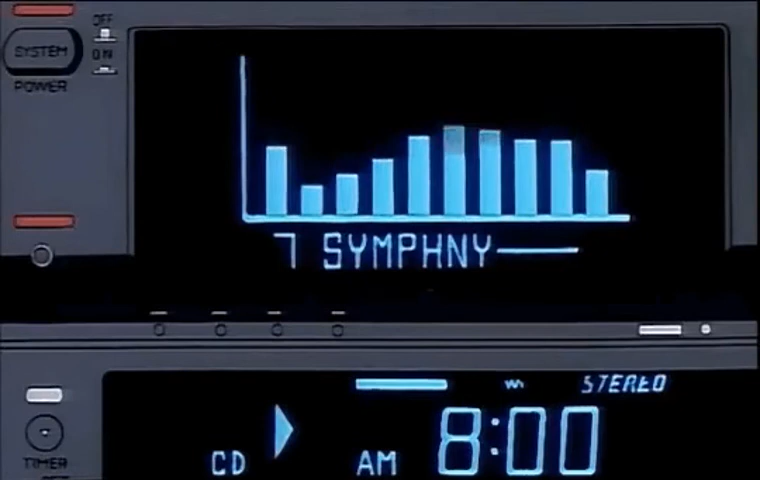 OFF
SYSTEM
ON
POWER
7 SYMPHNY
STEREO
TIMER
CD
AM 8:00